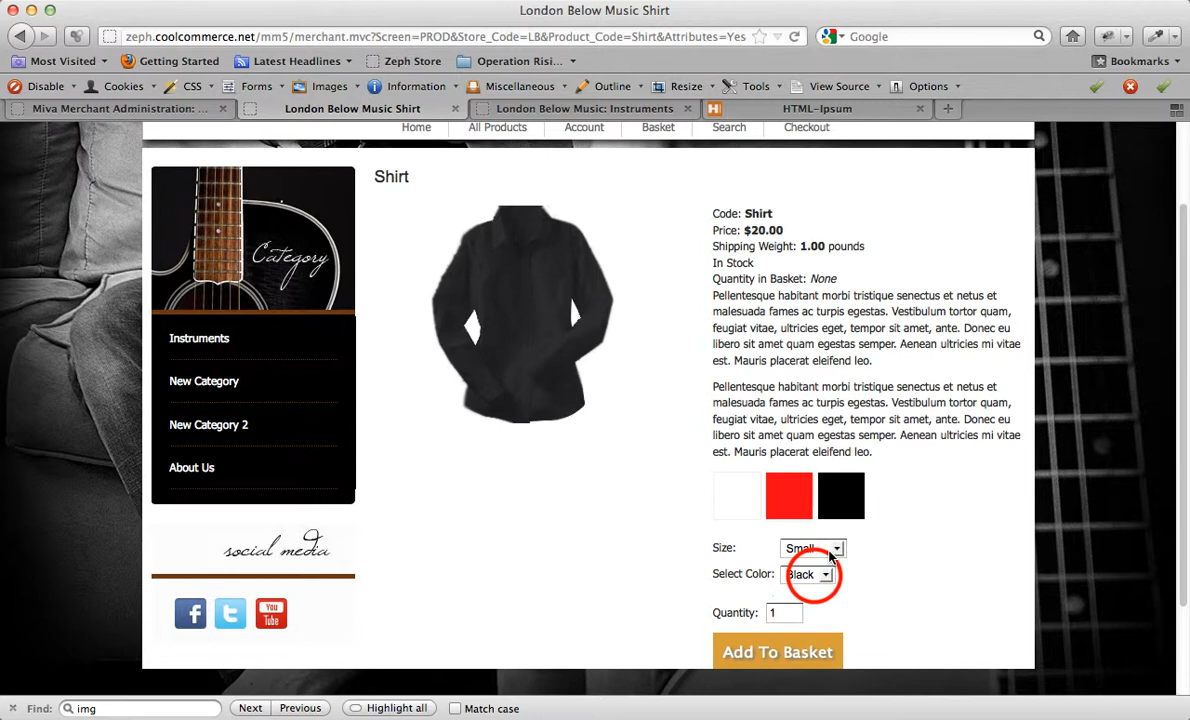 London Below Music Shirt
zeph.coolcommerce.net/mm5/merchant.mvc?Screen=PROD&Store_Code=LB&Product_Code=Shirt&Attributes=Yes
Google
Most Visited
Getting Started
Latest Headlines
Zeph Store
Operation Risi...
Bookmarks
Disable
Cookies
CSS
Forms
Images
Information
Miscellaneous
Outline
Resize
Tools
View Source
Options
Miva Merchant Administration: ...
London Below Music Shirt
London Below Music: Instruments
HTML-Ipsum
Home
All Products
Account
Basket
Search
Checkout
Category
Instruments
New Category
New Category 2
About Us
social media
You
Tube
Shirt
Code: Shirt
Price: $20.00
Shipping Weight: 1.00 pounds
In Stock
Quantity in Basket: None
Pellentesque habitant morbi tristique senectus et netus et
malesuada fames ac turpis egestas. Vestibulum tortor quam,
feugiat vitae, ultricies eget, tempor sit amet, ante. Donec eu
libero sit amet quam egestas semper. Aenean ultricies mi vitae
est. Mauris placerat eleifend leo.
Pellentesque habitant morbi tristique senectus et netus et
malesuada fames ac turpis egestas. Vestibulum tortor quam,
feugiat vitae, ultricies eget, tempor sit amet, ante. Donec eu
libero sit amet quam egestas semper. Aenean ultricies mi vitae
est. Mauris placerat eleifend leo.
Size: Small
Select Color: Black
Quantity: 1
Add To Basket
Find: img
Next
Previous
Highlight all
Match case